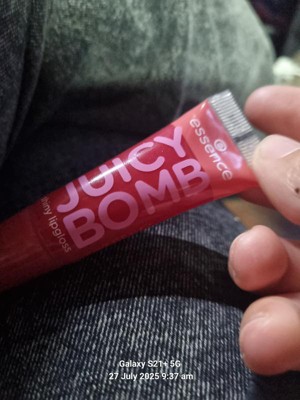 essence
JUICY
BOMB
shiny lipgloss
Galaxy S21+ 5G
27 July 2025 9:37 am